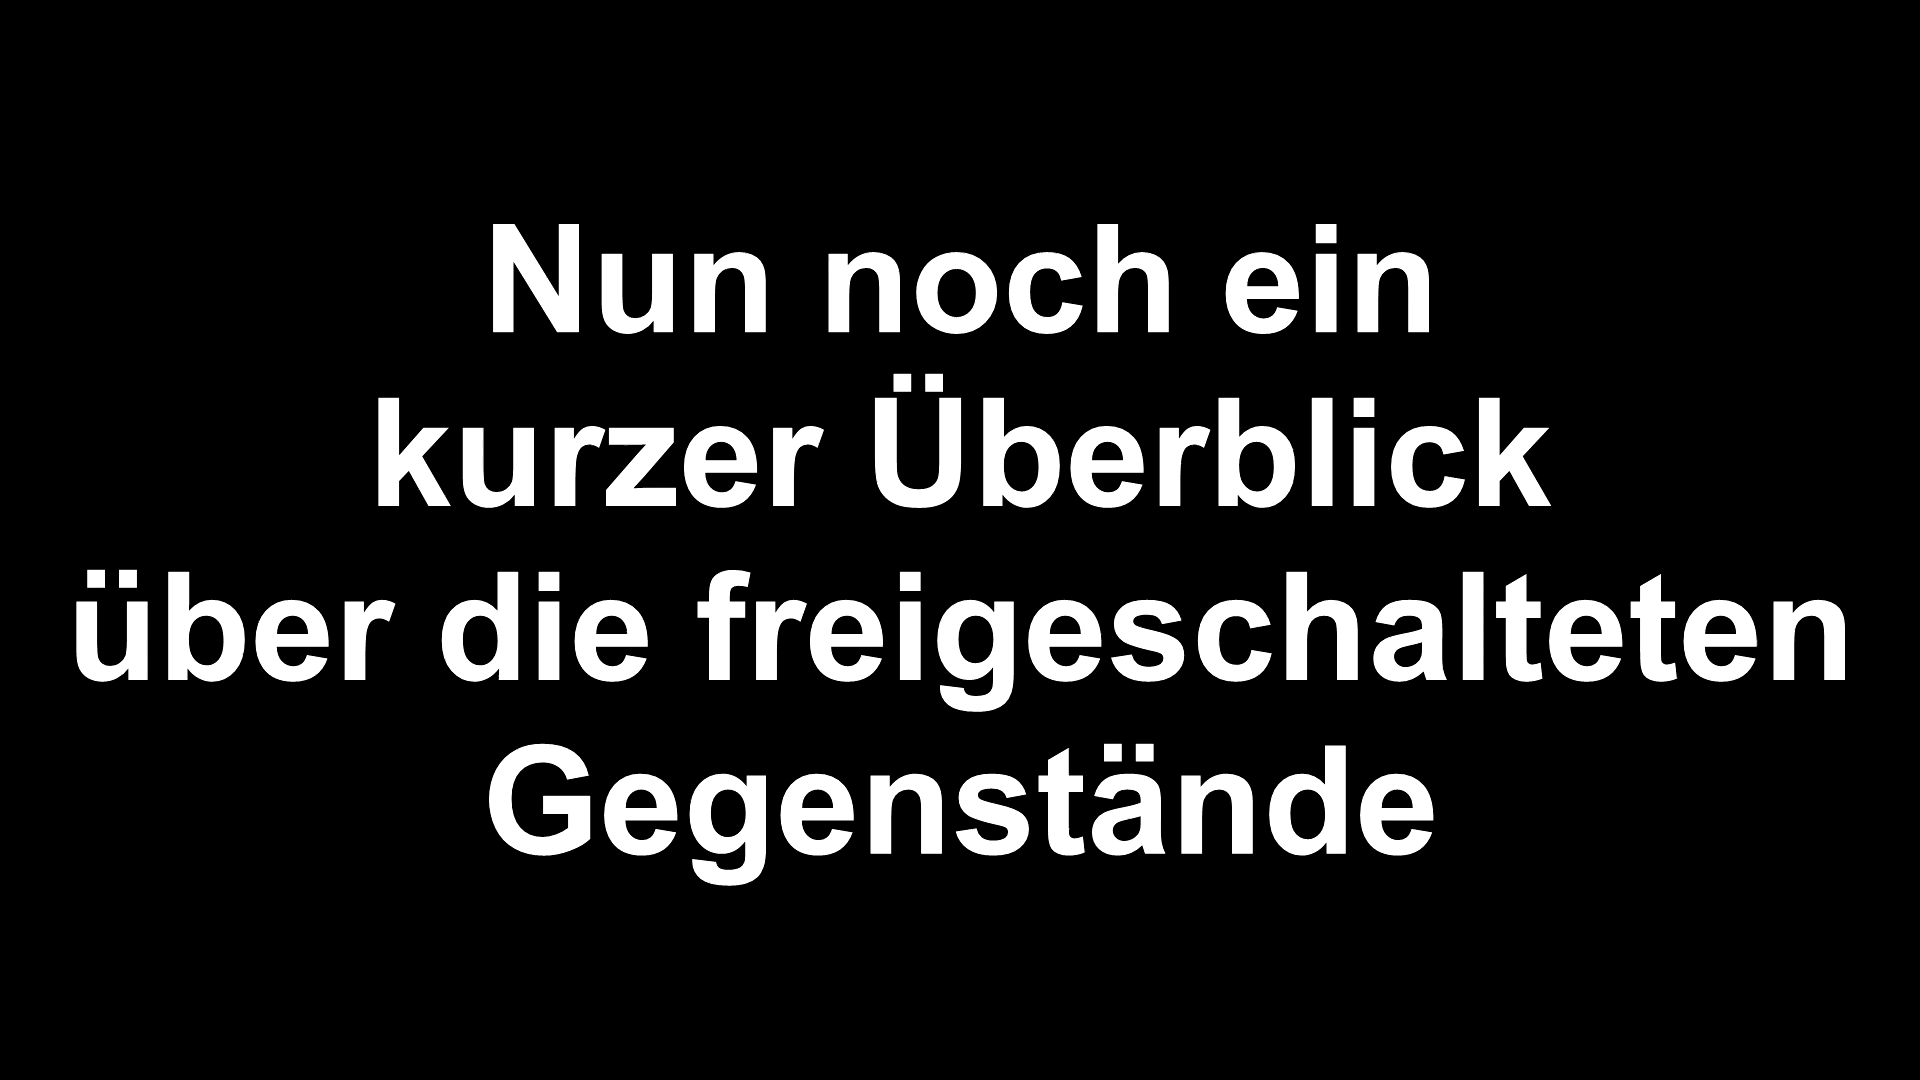 Nun noch ein
kurzer Überblick
über die freigeschalteten
Gegenstände